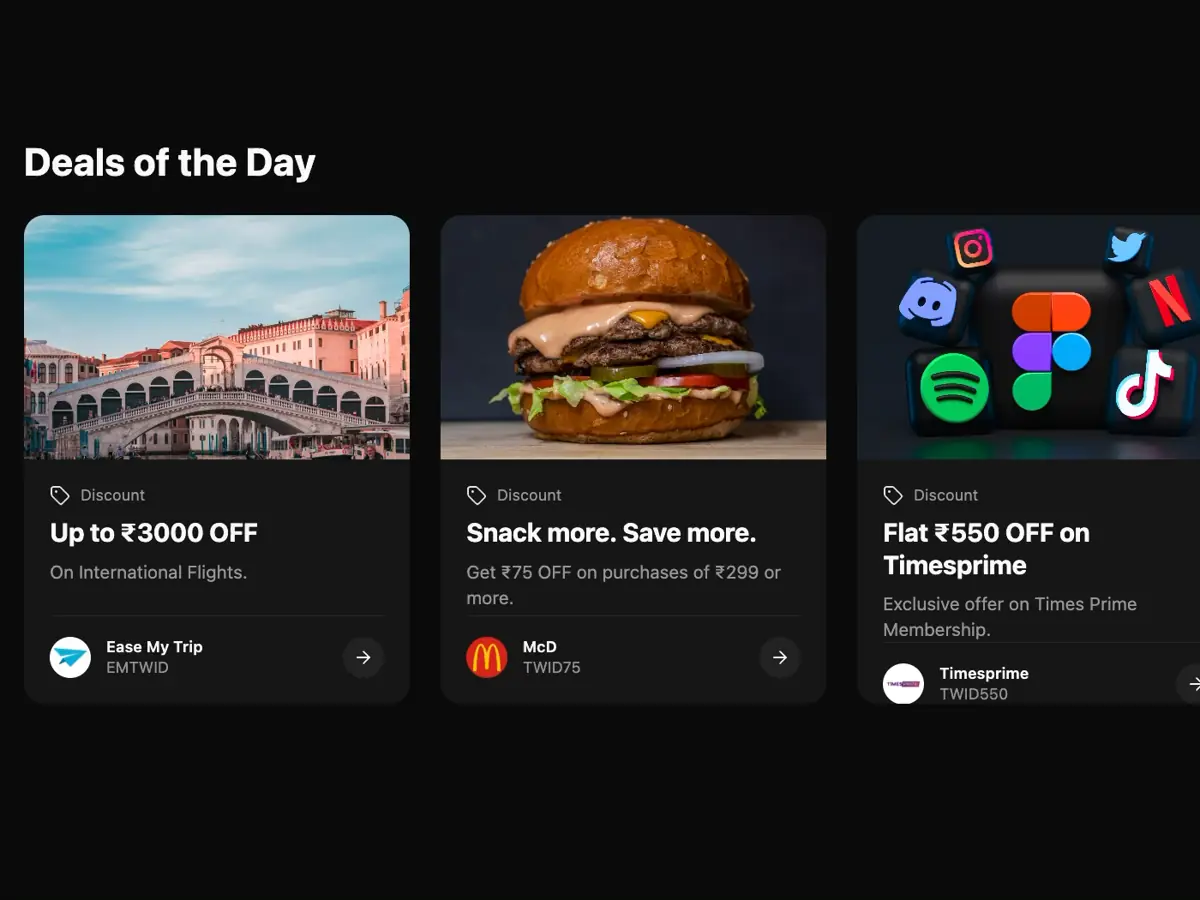 Deals of the Day
Discount
Up to ₹3000 OFF
On International Flights.
Ease My Trip
EMTWID
Discount
Snack more. Save more.
Get ₹75 OFF on purchases of ₹299 or
more.
McD
TWID75
Discount
Flat ₹550 OFF on
Timesprime
Exclusive offer on Times Prime
Membership.
Timesprime
TWID550